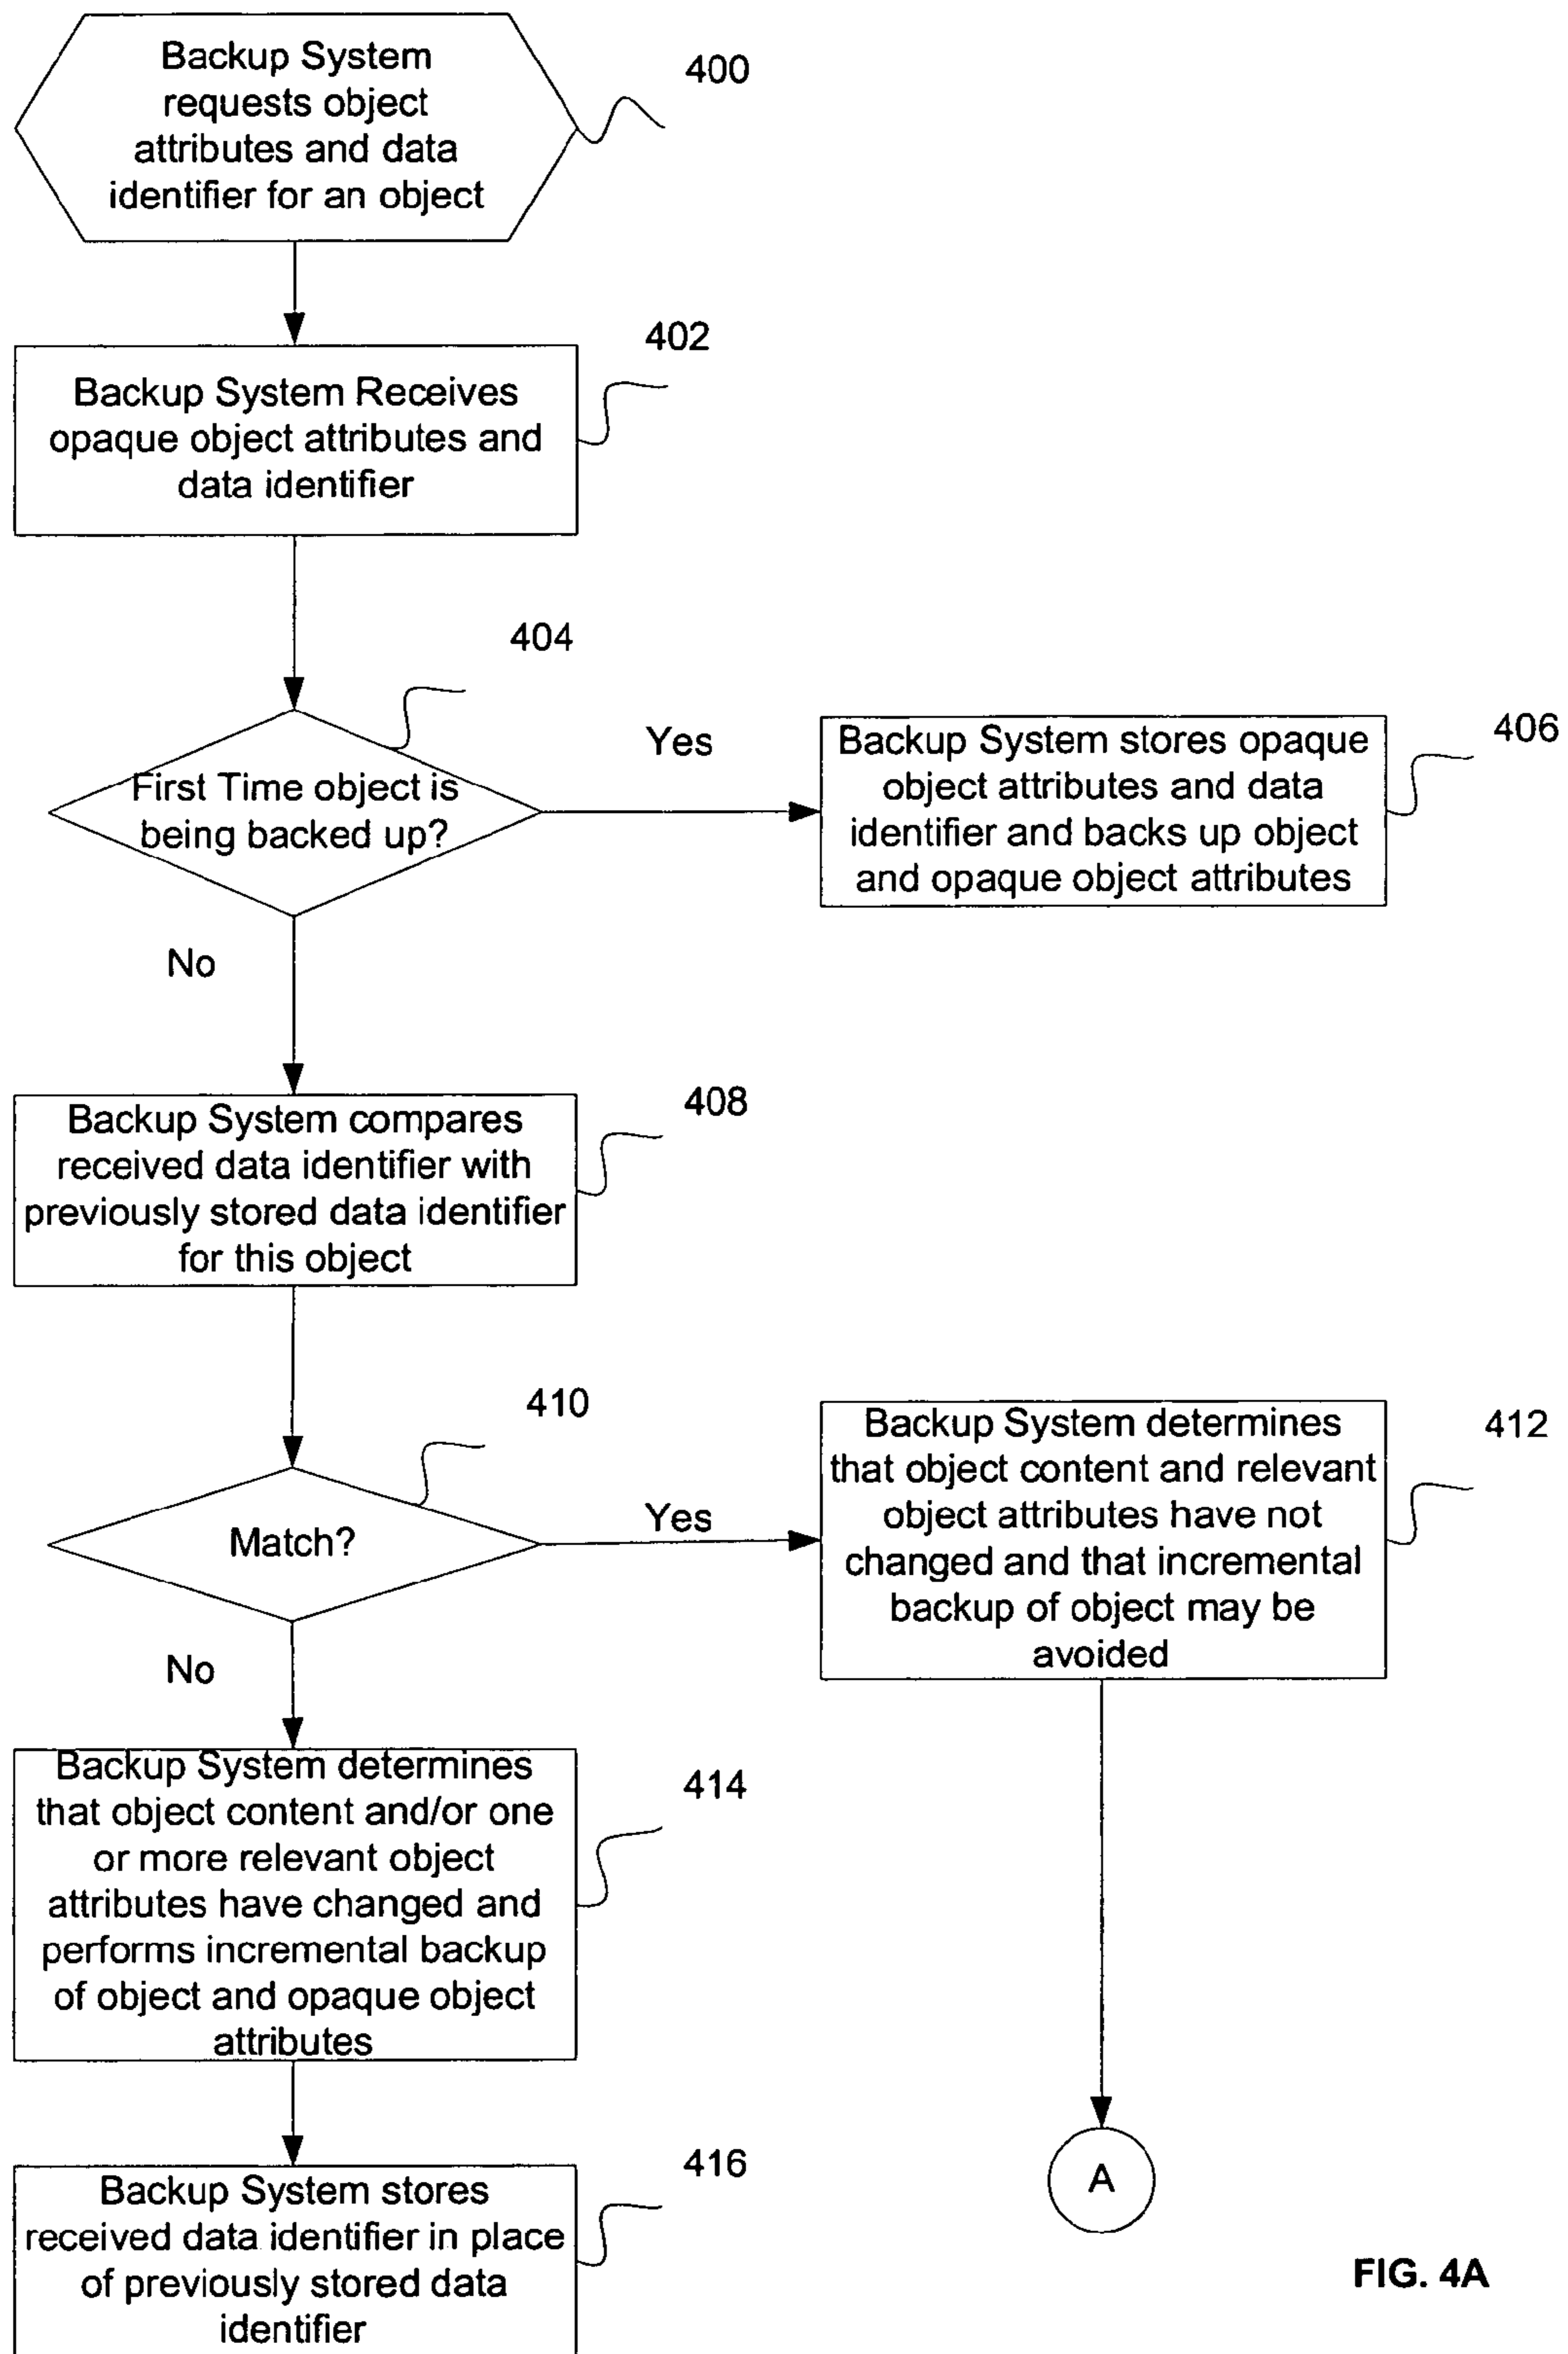 Backup System
requests object
attributes and data
identifier for an object
400
402
Backup System Receives
opaque object attributes and
data identifier
404
First Time object is
being backed up?
Yes
Backup System stores opaque
object attributes and data
identifier and backs up object
and opaque object attributes
406
No
Backup System compares
received data identifier with
previously stored data identifier
for this object
408
410
Match?
Yes
Backup System determines
that object content and relevant
object attributes have not
changed and that incremental
backup of object may be
avoided
412
No
Backup System determines
that object content and/or one
or more relevant object
attributes have changed and
performs incremental backup
of object and opaque object
attributes
414
416
Backup System stores
received data identifier in place
of previously stored data
identifier
A
FIG. 4A